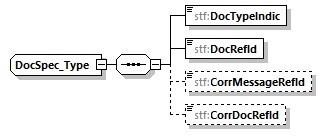 stf:DocTypeIndic
stf:DocRefId
DocSpec_Type
stf:CorrMessageRefId
stf:CorrDocRefId